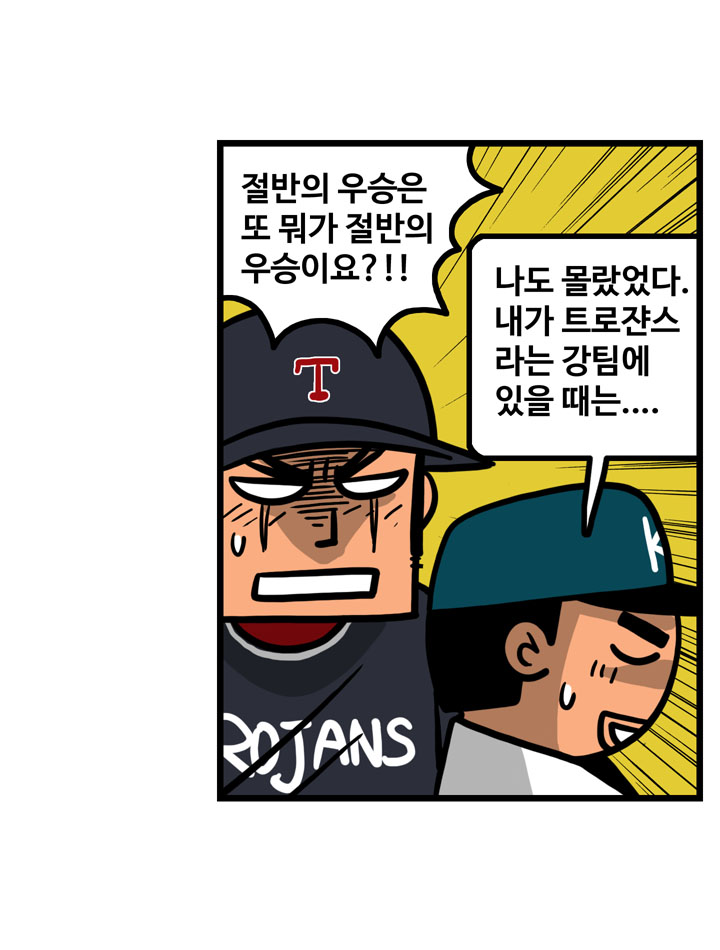 절반의 우승은
또 뭐가 절반의
우승이요?!!
나도 몰랐었다.
내가 트로쟌스
라는 강팀에
있을 때는....
T
K
ROJANS